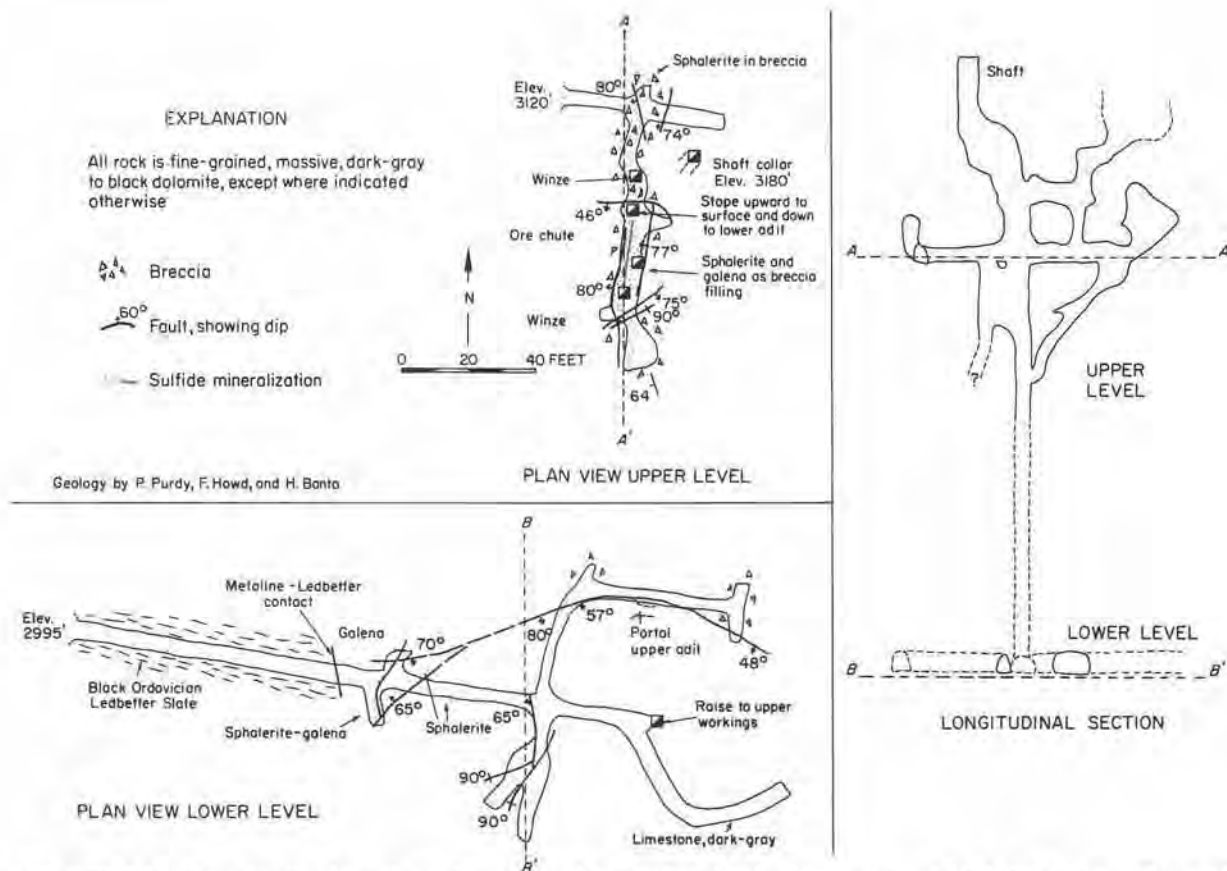 EXPLANATION
All rock is fine-grained, massive, dark-gray
to black dolomite, except where indicated
otherwise
Breccia
60°
Fault, showing dip
Sulfide mineralization
Geology by P. Purdy, F. Howd, and H. Banta
A
Sphalerite in breccia
80°
Elev.
3120'
74°
Shaft collar
Elev. 3180'
Winze
Stope upward to
surface and down
to lower adit
46°
Ore chute
77°
Sphalerite and
galena as breccia
filling
80°
75°
90°
Winze
N
0 20 40 FEET
64
A'
PLAN VIEW UPPER LEVEL
B
Metaline-Ledbetter
contact
Elev.
2995'
Galena
70°
80°
57°
Portal
upper adit
48°
Black Ordovician
Ledbetter Slate
65°
Sphalerite
65°
Raise to upper
workings
Sphalerite-galena
90°
90°
PLAN VIEW LOWER LEVEL
Limestone, dark-gray
B'
Shaft
A
A'
?
UPPER
LEVEL
LOWER LEVEL
B
B'
LONGITUDINAL SECTION